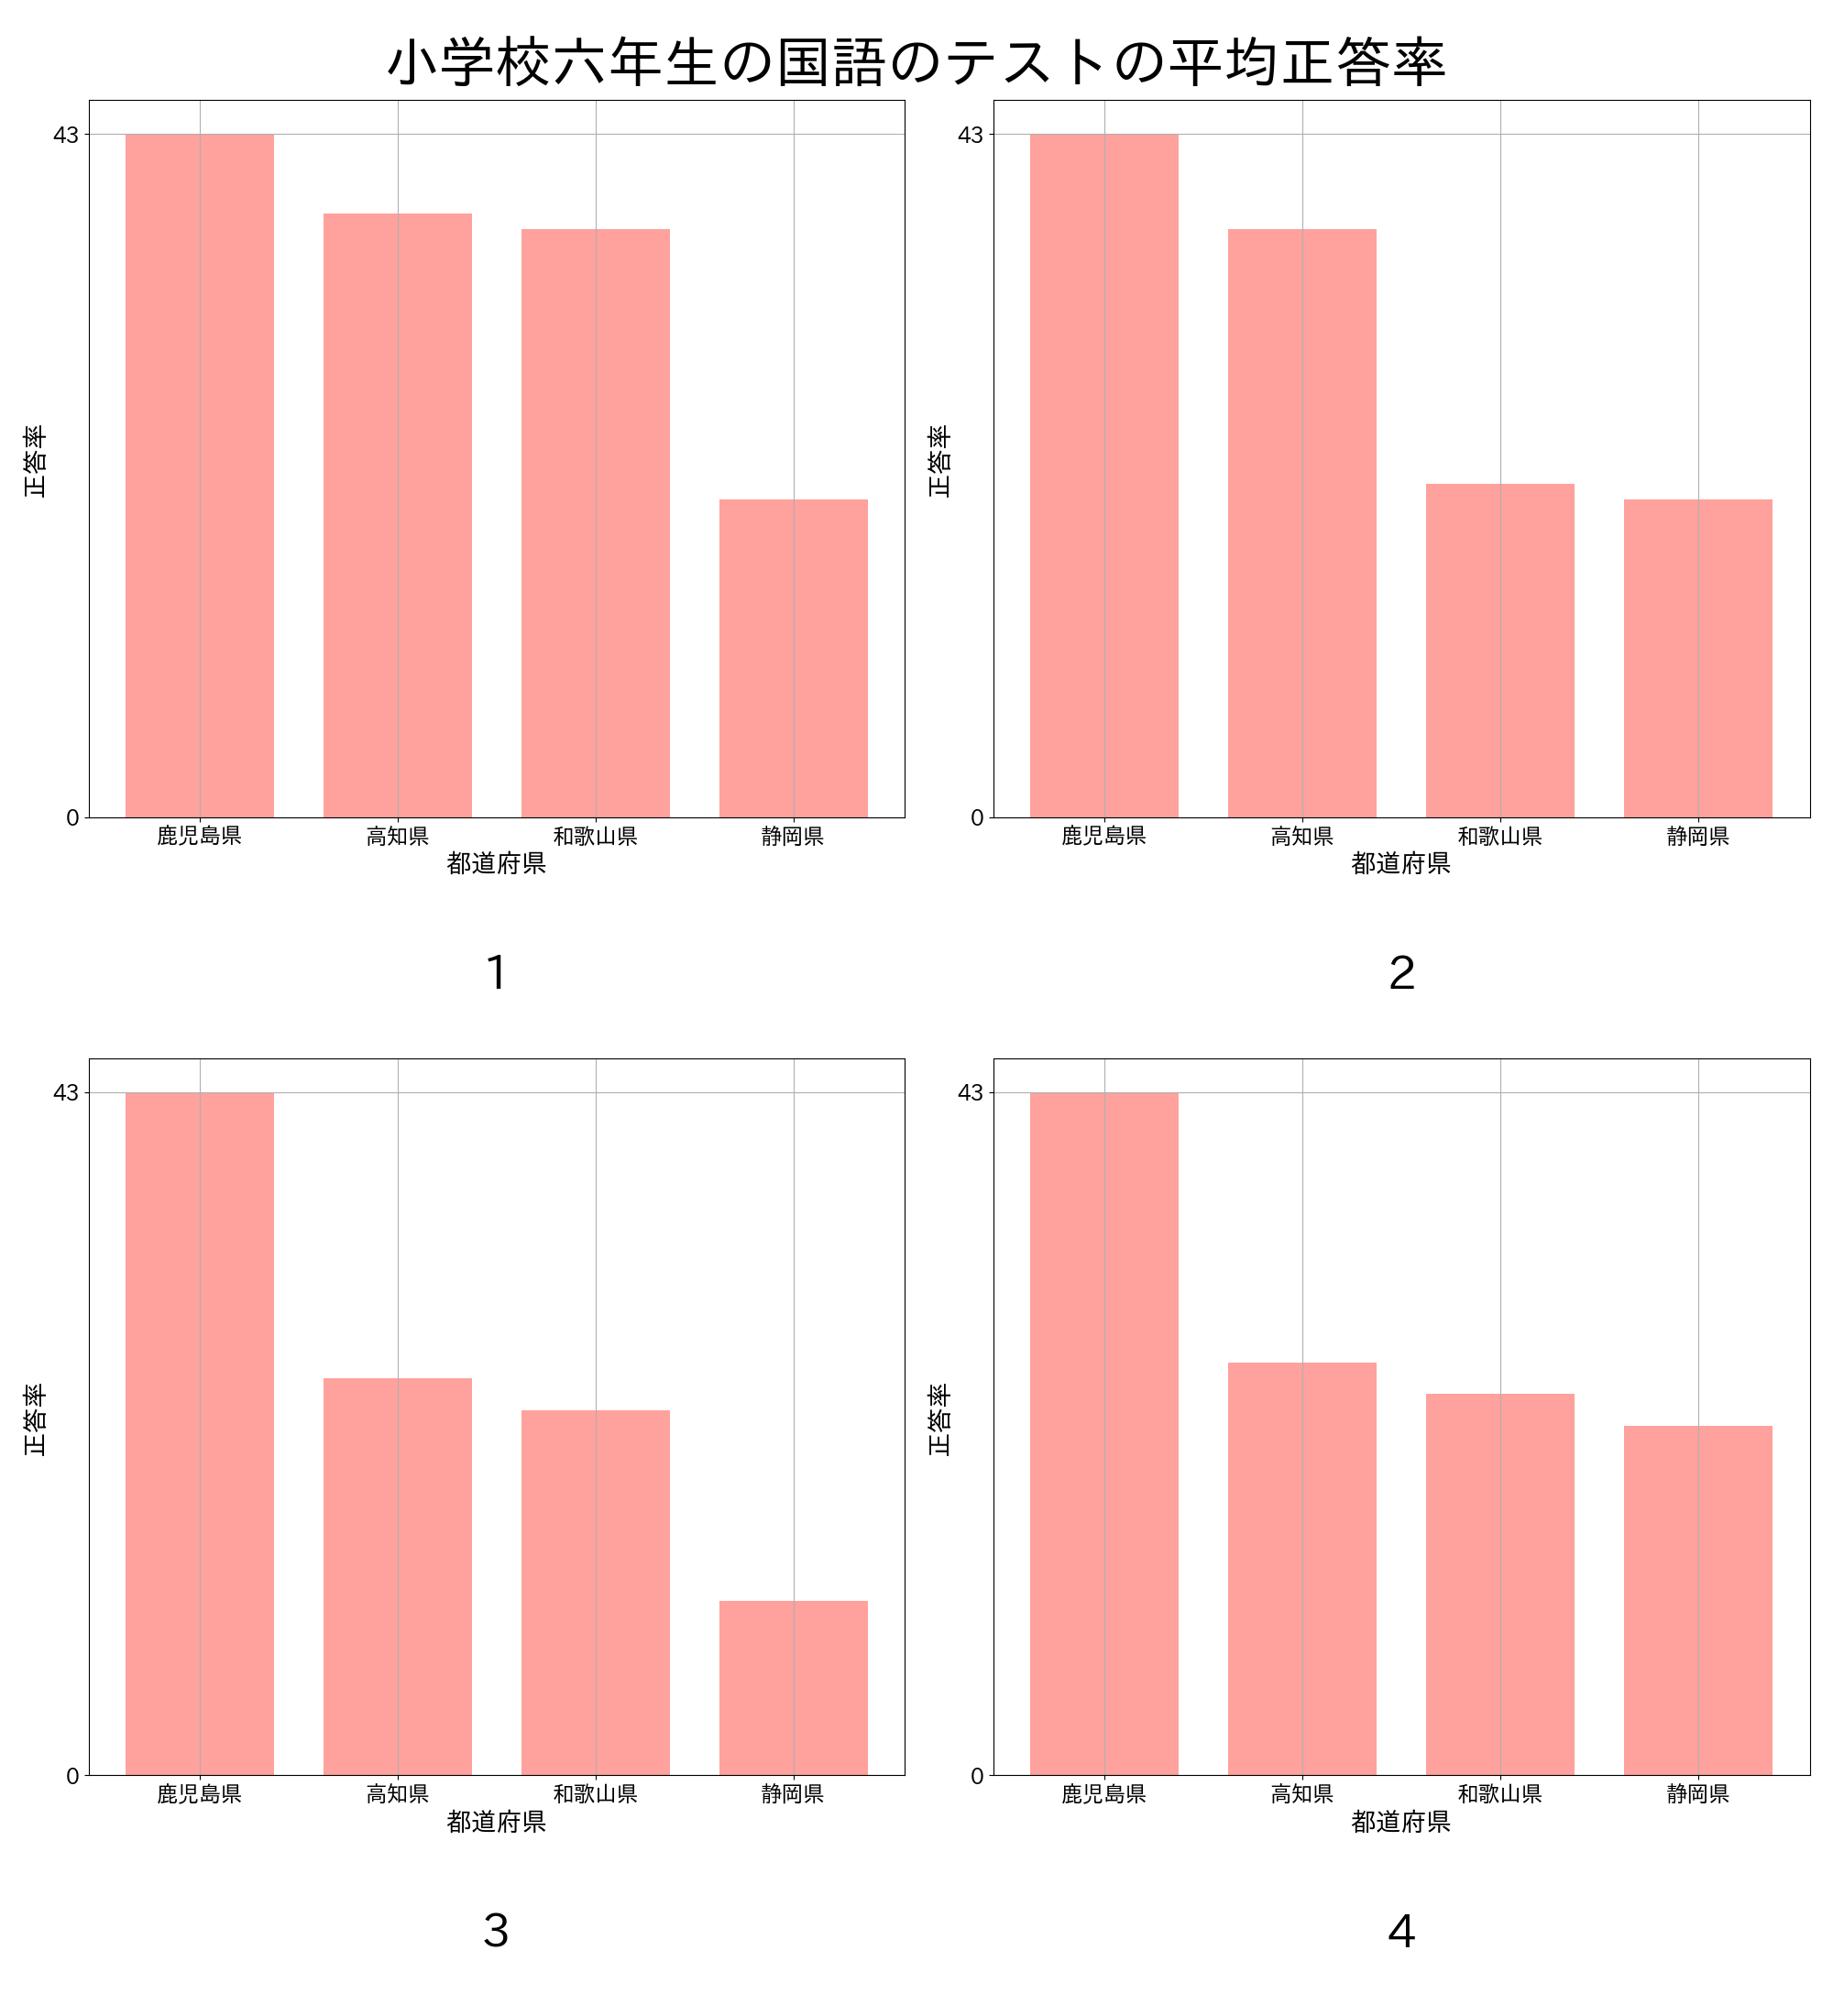 小学校六年生の国語のテストの平均正答率
43
正答率
0
鹿児島県 高知県 和歌山県 静岡県
都道府県
1
43
正答率
0
鹿児島県 高知県 和歌山県 静岡県
都道府県
2
43
正答率
0
鹿児島県 高知県 和歌山県 静岡県
都道府県
3
43
正答率
0
鹿児島県 高知県 和歌山県 静岡県
都道府県
4